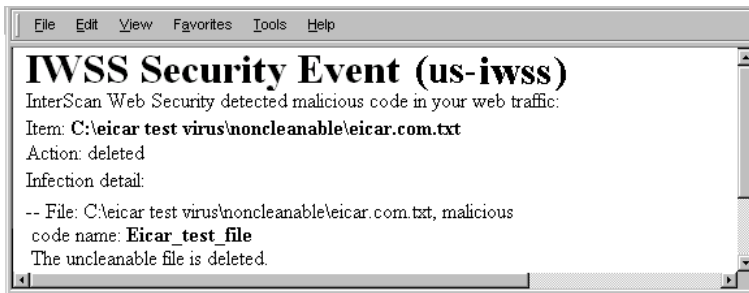 File Edit View Favorites Tools Help
IWSS Security Event (us-iwss)
InterScan Web Security detected malicious code in your web traffic:
Item: C:\eicar test virus\noncleanable\eicar.com.txt
Action: deleted
Infection detail:
-- File: C:\eicar test virus\noncleanable\eicar.com.txt, malicious
code name: Eicar_test_file
The uncleanable file is deleted.